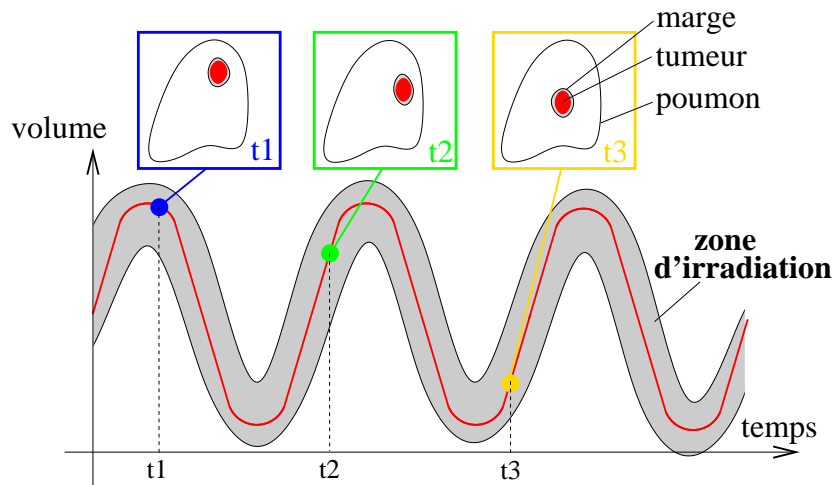 marge
tumeur
poumon
volume
t1
t2
t3
zone
d'irradiation
temps
t1
t2
t3